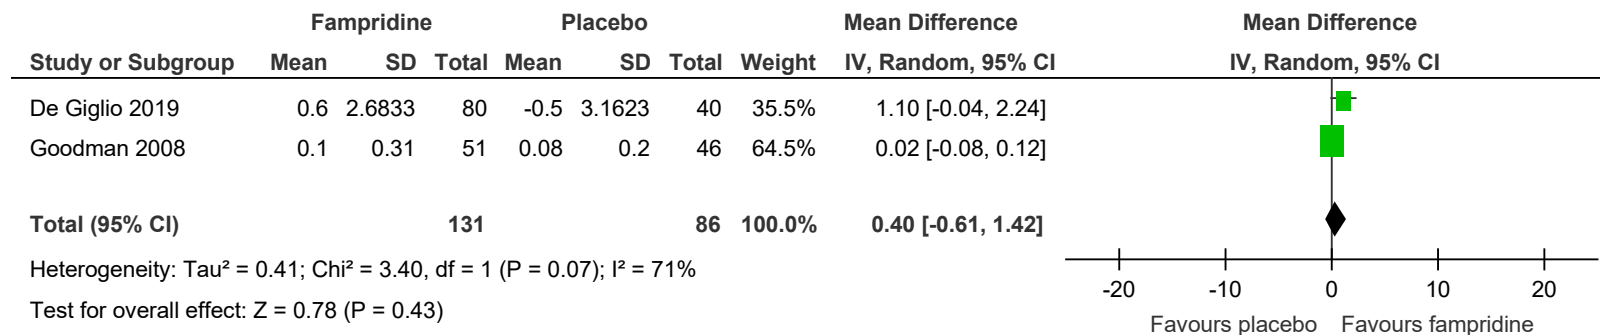 Fampridine Placebo Mean Difference Mean Difference
Study or Subgroup Mean SD Total Mean SD Total Weight IV, Random, 95% CI IV, Random, 95% CI
De Giglio 2019 0.6 2.6833 80 -0.5 3.1623 40 35.5% 1.10 [-0.04, 2.24]
Goodman 2008 0.1 0.31 51 0.08 0.2 46 64.5% 0.02 [-0.08, 0.12]
Total (95% CI) 131 86 100.0% 0.40 [-0.61, 1.42]
Heterogeneity: Tau² = 0.41; Chi² = 3.40, df = 1 (P = 0.07); I² = 71%
Test for overall effect: Z = 0.78 (P = 0.43)
-20 -10 0 10 20
Favours placebo Favours fampridine